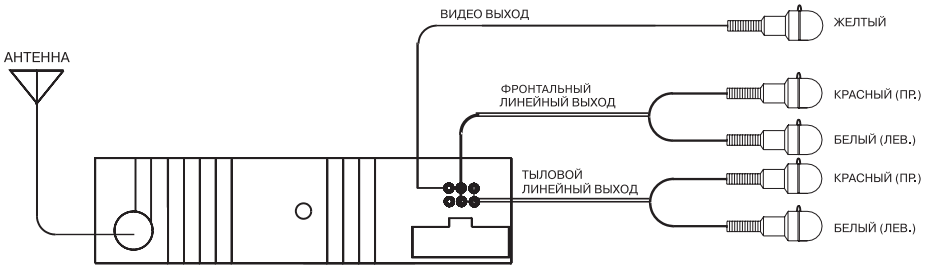 ВИДЕО ВЫХОД
ЖЕЛТЫЙ
АНТЕННА
ФРОНТАЛЬНЫЙ
ЛИНЕЙНЫЙ ВЫХОД
КРАСНЫЙ (ПР.)
БЕЛЫЙ (ЛЕВ.)
ТЫЛОВОЙ
ЛИНЕЙНЫЙ ВЫХОД
КРАСНЫЙ (ПР.)
БЕЛЫЙ (ЛЕВ.)